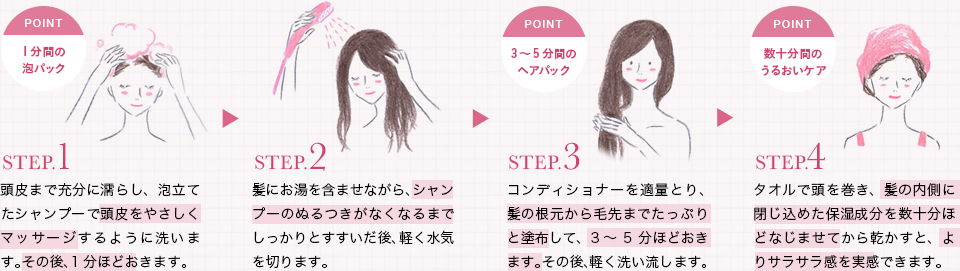 POINT
1分間の
泡パック
STEP.1
頭皮まで充分に濡らし、泡立て
たシャンプーで頭皮をやさしく
マッサージするように洗いま
す。その後、1分ほどおきます。
STEP.2
髪にお湯を含ませながら、シャン
プーのぬるつきがなくなるまで
しっかりとすすいだ後、軽く水気
を切ります。
POINT
3〜5分間の
ヘアパック
STEP.3
コンディショナーを適量とり、
髪の根元から毛先までたっぷり
と塗布して、3〜5分ほどおき
ます。その後、軽く洗い流します。
POINT
数十分間の
うるおいケア
STEP.4
タオルで頭を巻き、髪の内側に
閉じ込めた保湿成分を数十分ほ
どなじませてから乾かすと、よ
りサラサラ感を実感できます。